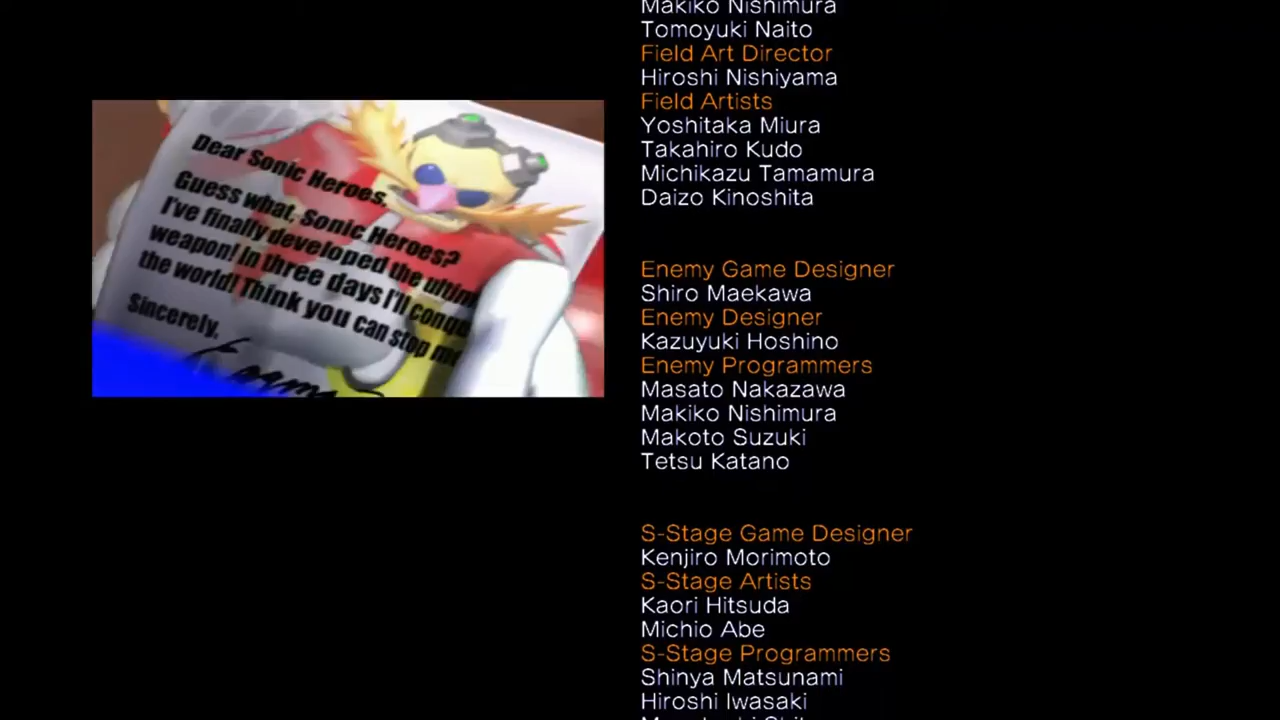 Dear Sonic Heroes,
Guess what, Sonic Heroes?
I've finally developed the
weapon! In three days I'll
the world! Think you can stop
Sincerely,
Makiko Nishimura
Tomoyuki Naito
Field Art Director
Hiroshi Nishiyama
Field Artists
Yoshitaka Miura
Takahiro Kudo
Michikazu Tamamura
Daizo Kinoshita
Enemy Game Designer
Shiro Maekawa
Enemy Designer
Kazuyuki Hoshino
Enemy Programmers
Masato Nakazawa
Makiko Nishimura
Makoto Suzuki
Tetsu Katano
S-Stage Game Designer
Kenjiro Morimoto
S-Stage Artists
Kaori Hitsuda
Michio Abe
S-Stage Programmers
Shinya Matsunami
Hiroshi Iwasaki